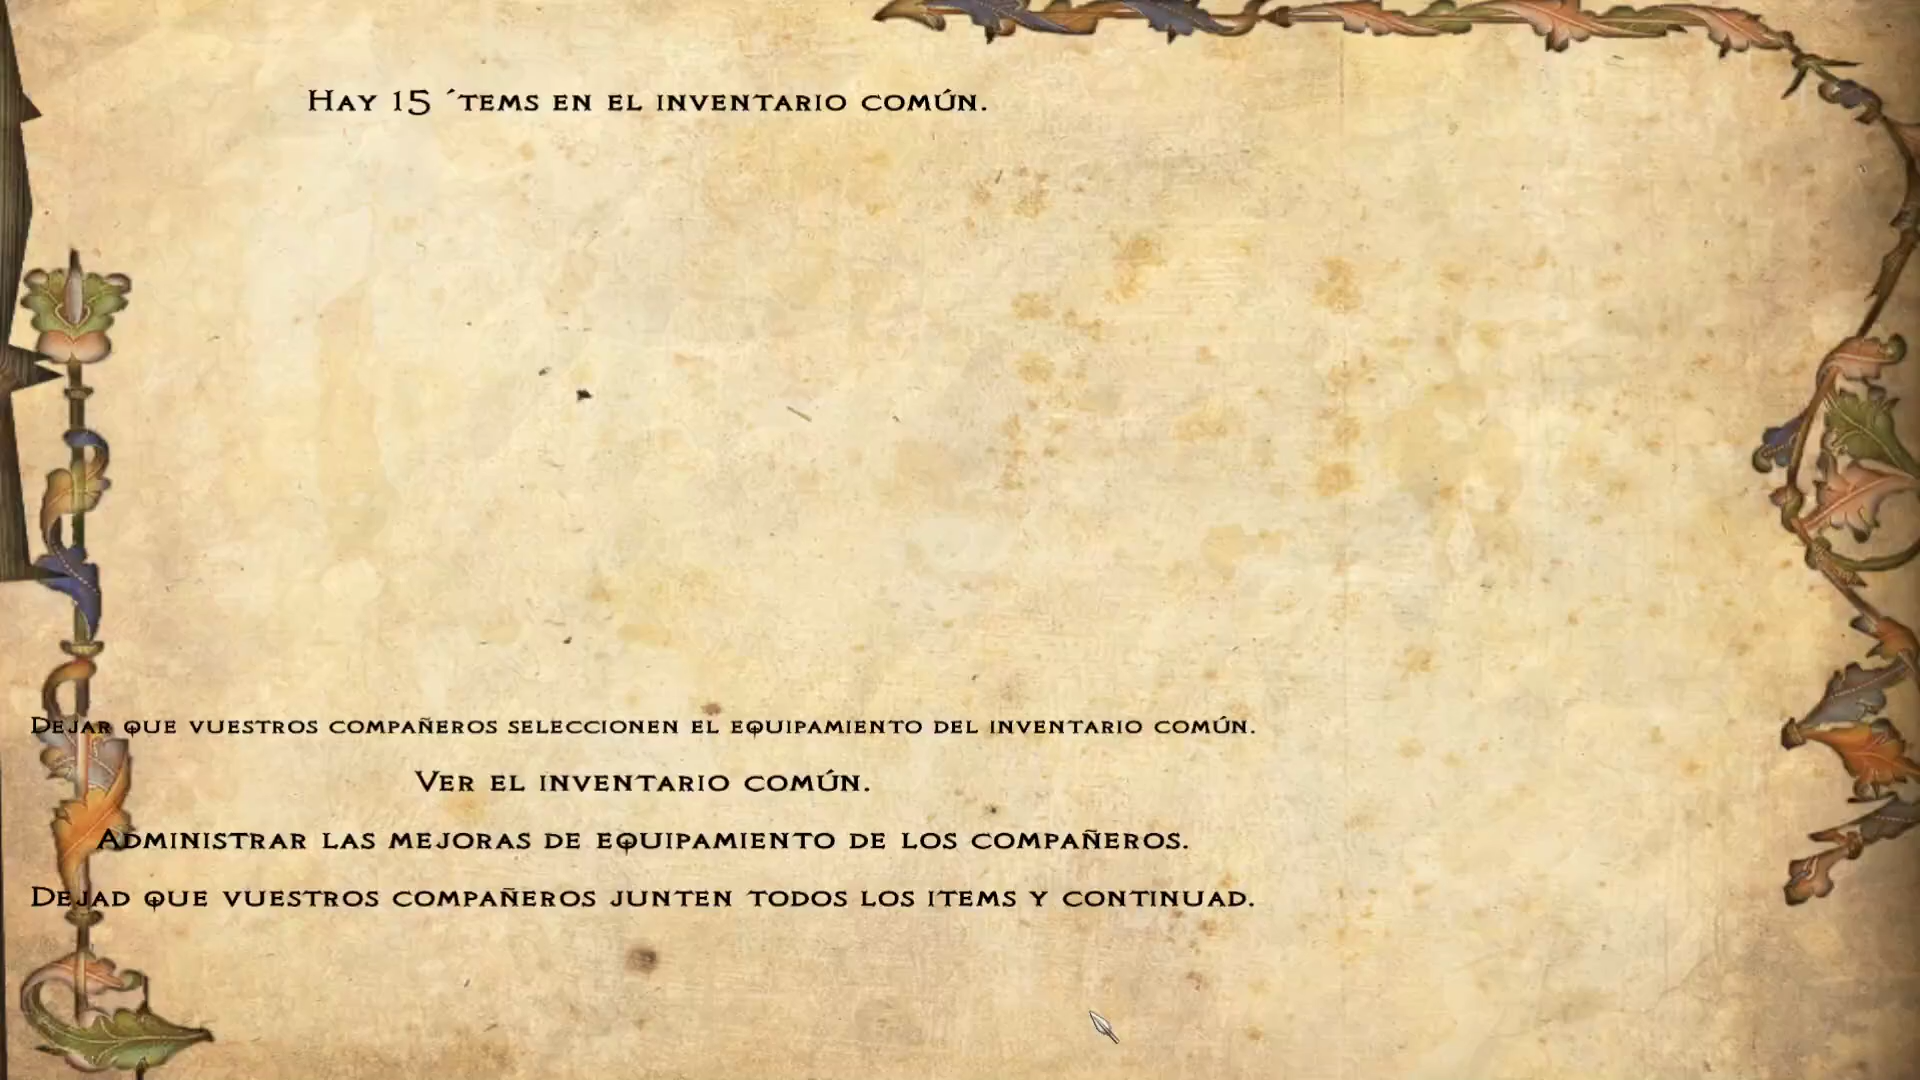 Hay 15 ´tems en el inventario común.
Dejar que vuestros compañeros seleccionen el equipamiento del inventario común.
Ver el inventario común.
Administrar las mejoras de equipamiento de los compañeros.
Dejad que vuestros compañeros junten todos los items y continuad.